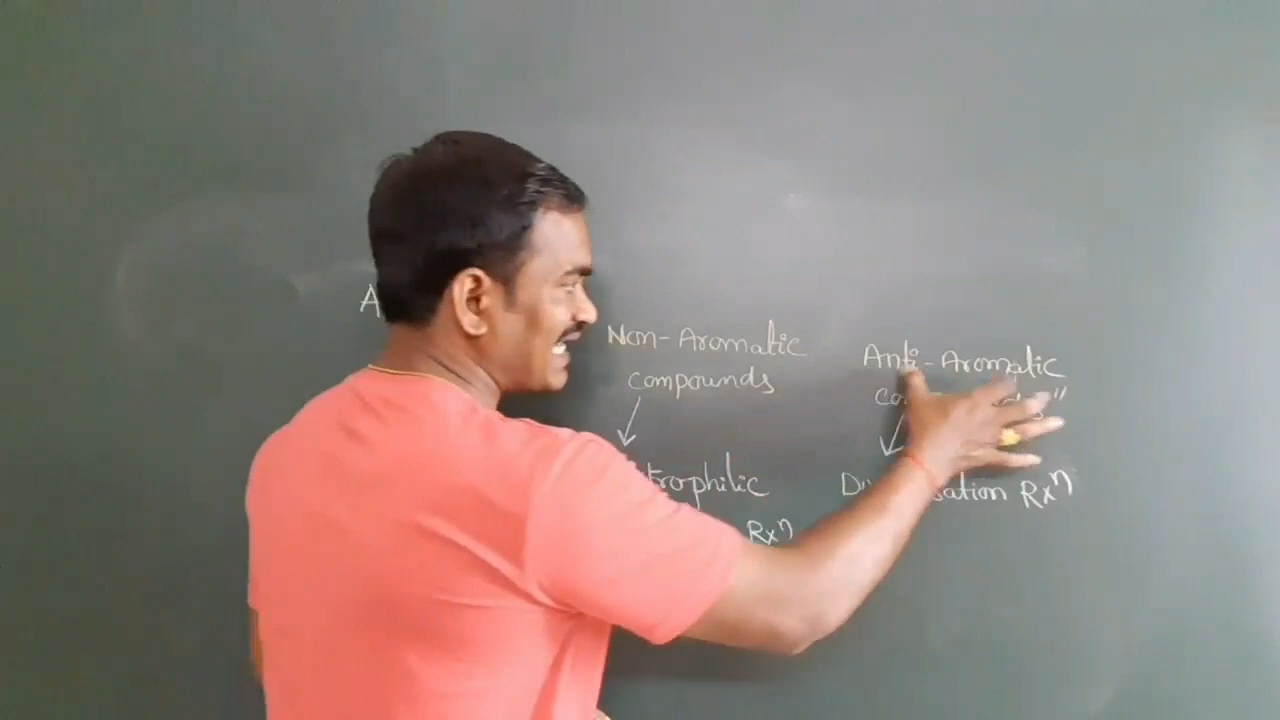 A
Non-Aromatic
compounds
trophilic
Rxⁿ
Anti-Aromatic
sation Rxⁿ